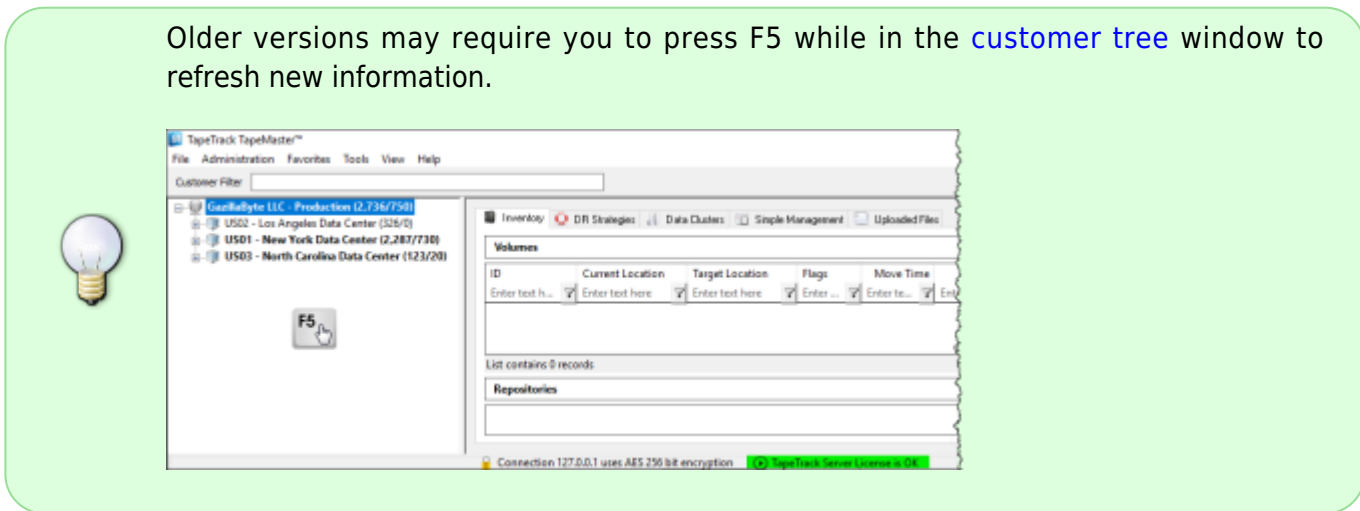 Older versions may require you to press F5 while in the customer tree window to
refresh new information.
TapeTrack TapeMaster™
File Administration Favorites Tools View Help
Customer Filter
GazillaByte LLC - Production (2,736/750)
US02 - Los Angeles Data Center (326/0)
US01 - New York Data Center (2,287/730)
US03 - North Carolina Data Center (123/20)
F5
Inventory DR Strategies Data Clusters Simple Management Uploaded Files
Volumes
ID Current Location Target Location Flags Move Time
Enter text h... Enter text here Enter text here Enter ... Enter te... Ent
List contains 0 records
Repositories
Connection 127.0.0.1 uses AES 256 bit encryption TapeTrack Server License is OK